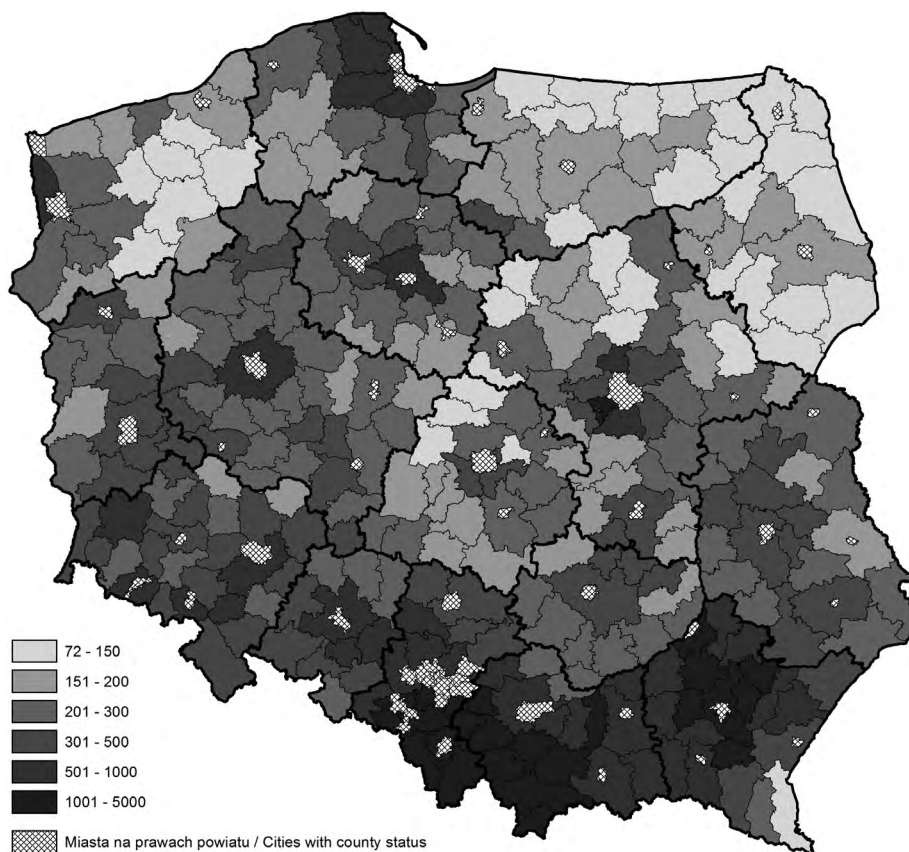 72 - 150
151 - 200
201 - 300
301 - 500
501 - 1000
1001 - 5000
Miasta na prawach powiatu / Cities with county status